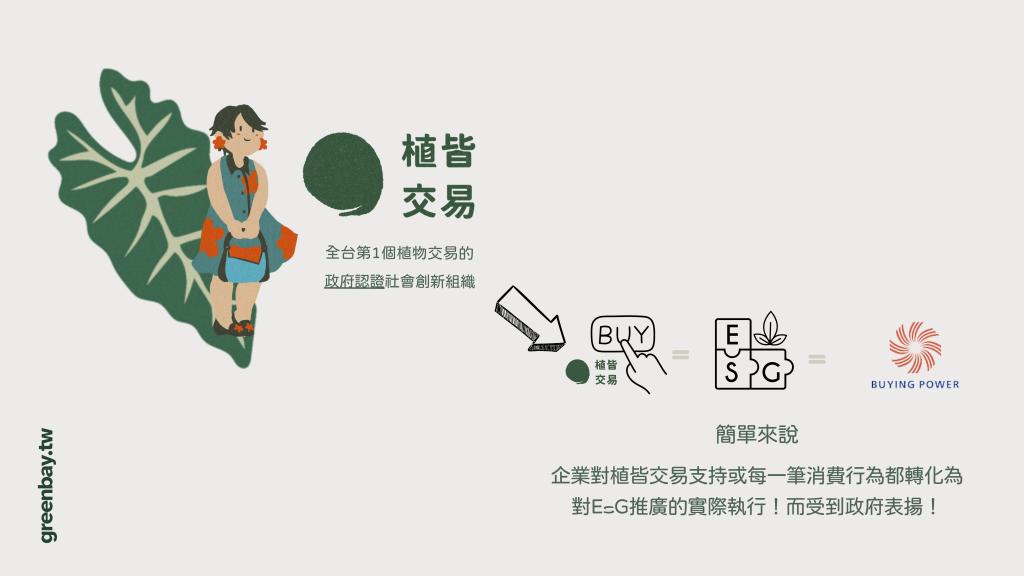 植皆
交易
全台第1個植物交易的
政府認證社會創新組織
BUY
植皆
交易
E
S G
BUYING POWER
簡單來說
企業對植皆交易支持或每一筆消費行為都轉化為
對EsG推廣的實際執行！而受到政府表揚！
greenbay.tw